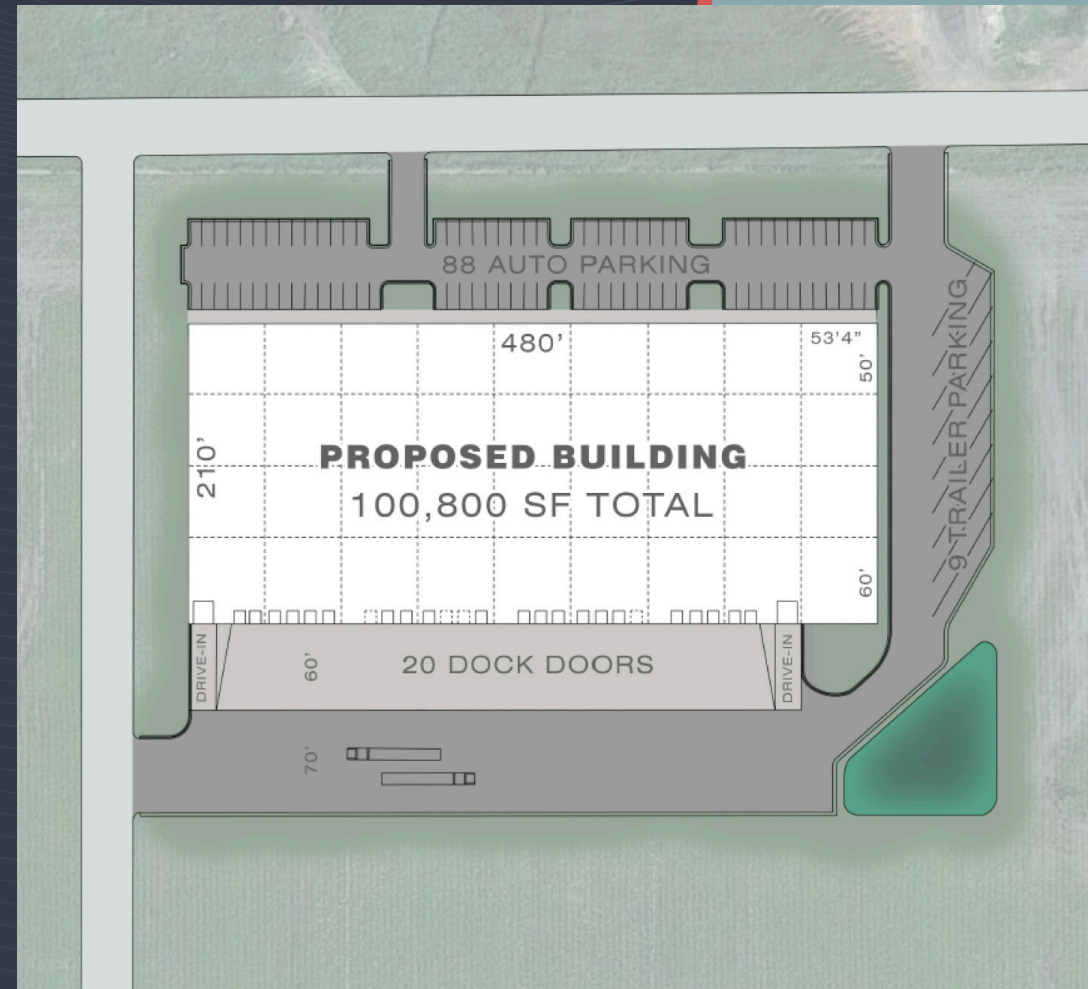 88 AUTO PARKING
480’
53’4”
50’
210’
PROPOSED BUILDING
100,800 SF TOTAL
9 TRAILER PARKING
60’
DRIVE-IN
60’
20 DOCK DOORS
DRIVE-IN
70’